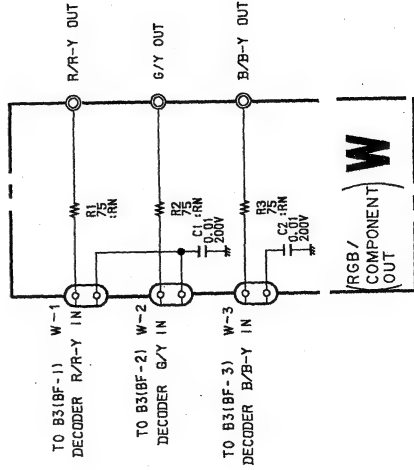 R/R-Y OUT
G/Y OUT
B/B-Y OUT
R1
75
:RN
R2
75
:RN
C1
0.01
200V
R3
75
:RN
C2
0.01
200V
TO B3(BF-1) W-1
DECODER R/R-Y IN
TO B3(BF-2) W-2
DECODER G/Y IN
TO B3(BF-3) W-3
DECODER B/B-Y IN
RGB/
COMPONENT
OUT
W